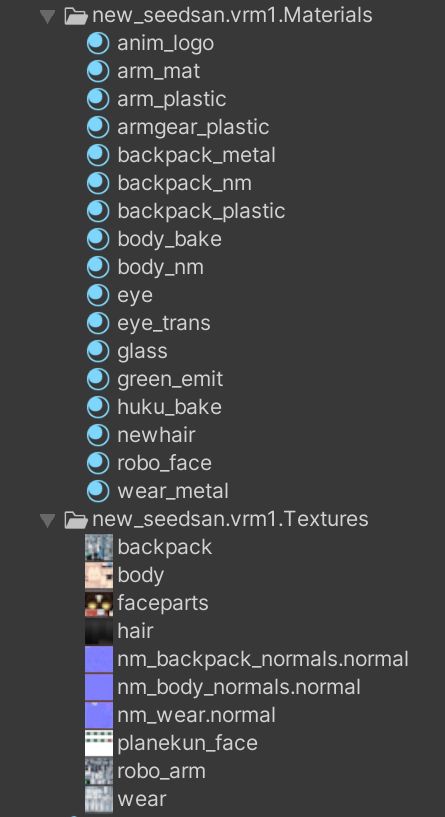 new_seedsan.vrm1.Materials
anim_logo
arm_mat
arm_plastic
armgear_plastic
backpack_metal
backpack_nm
backpack_plastic
body_bake
body_nm
eye
eye_trans
glass
green_emit
huku_bake
newhair
robo_face
wear_metal
new_seedsan.vrm1.Textures
backpack
body
faceparts
hair
nm_backpack_normals.normal
nm_body_normals.normal
nm_wear.normal
planekun_face
robo_arm
wear